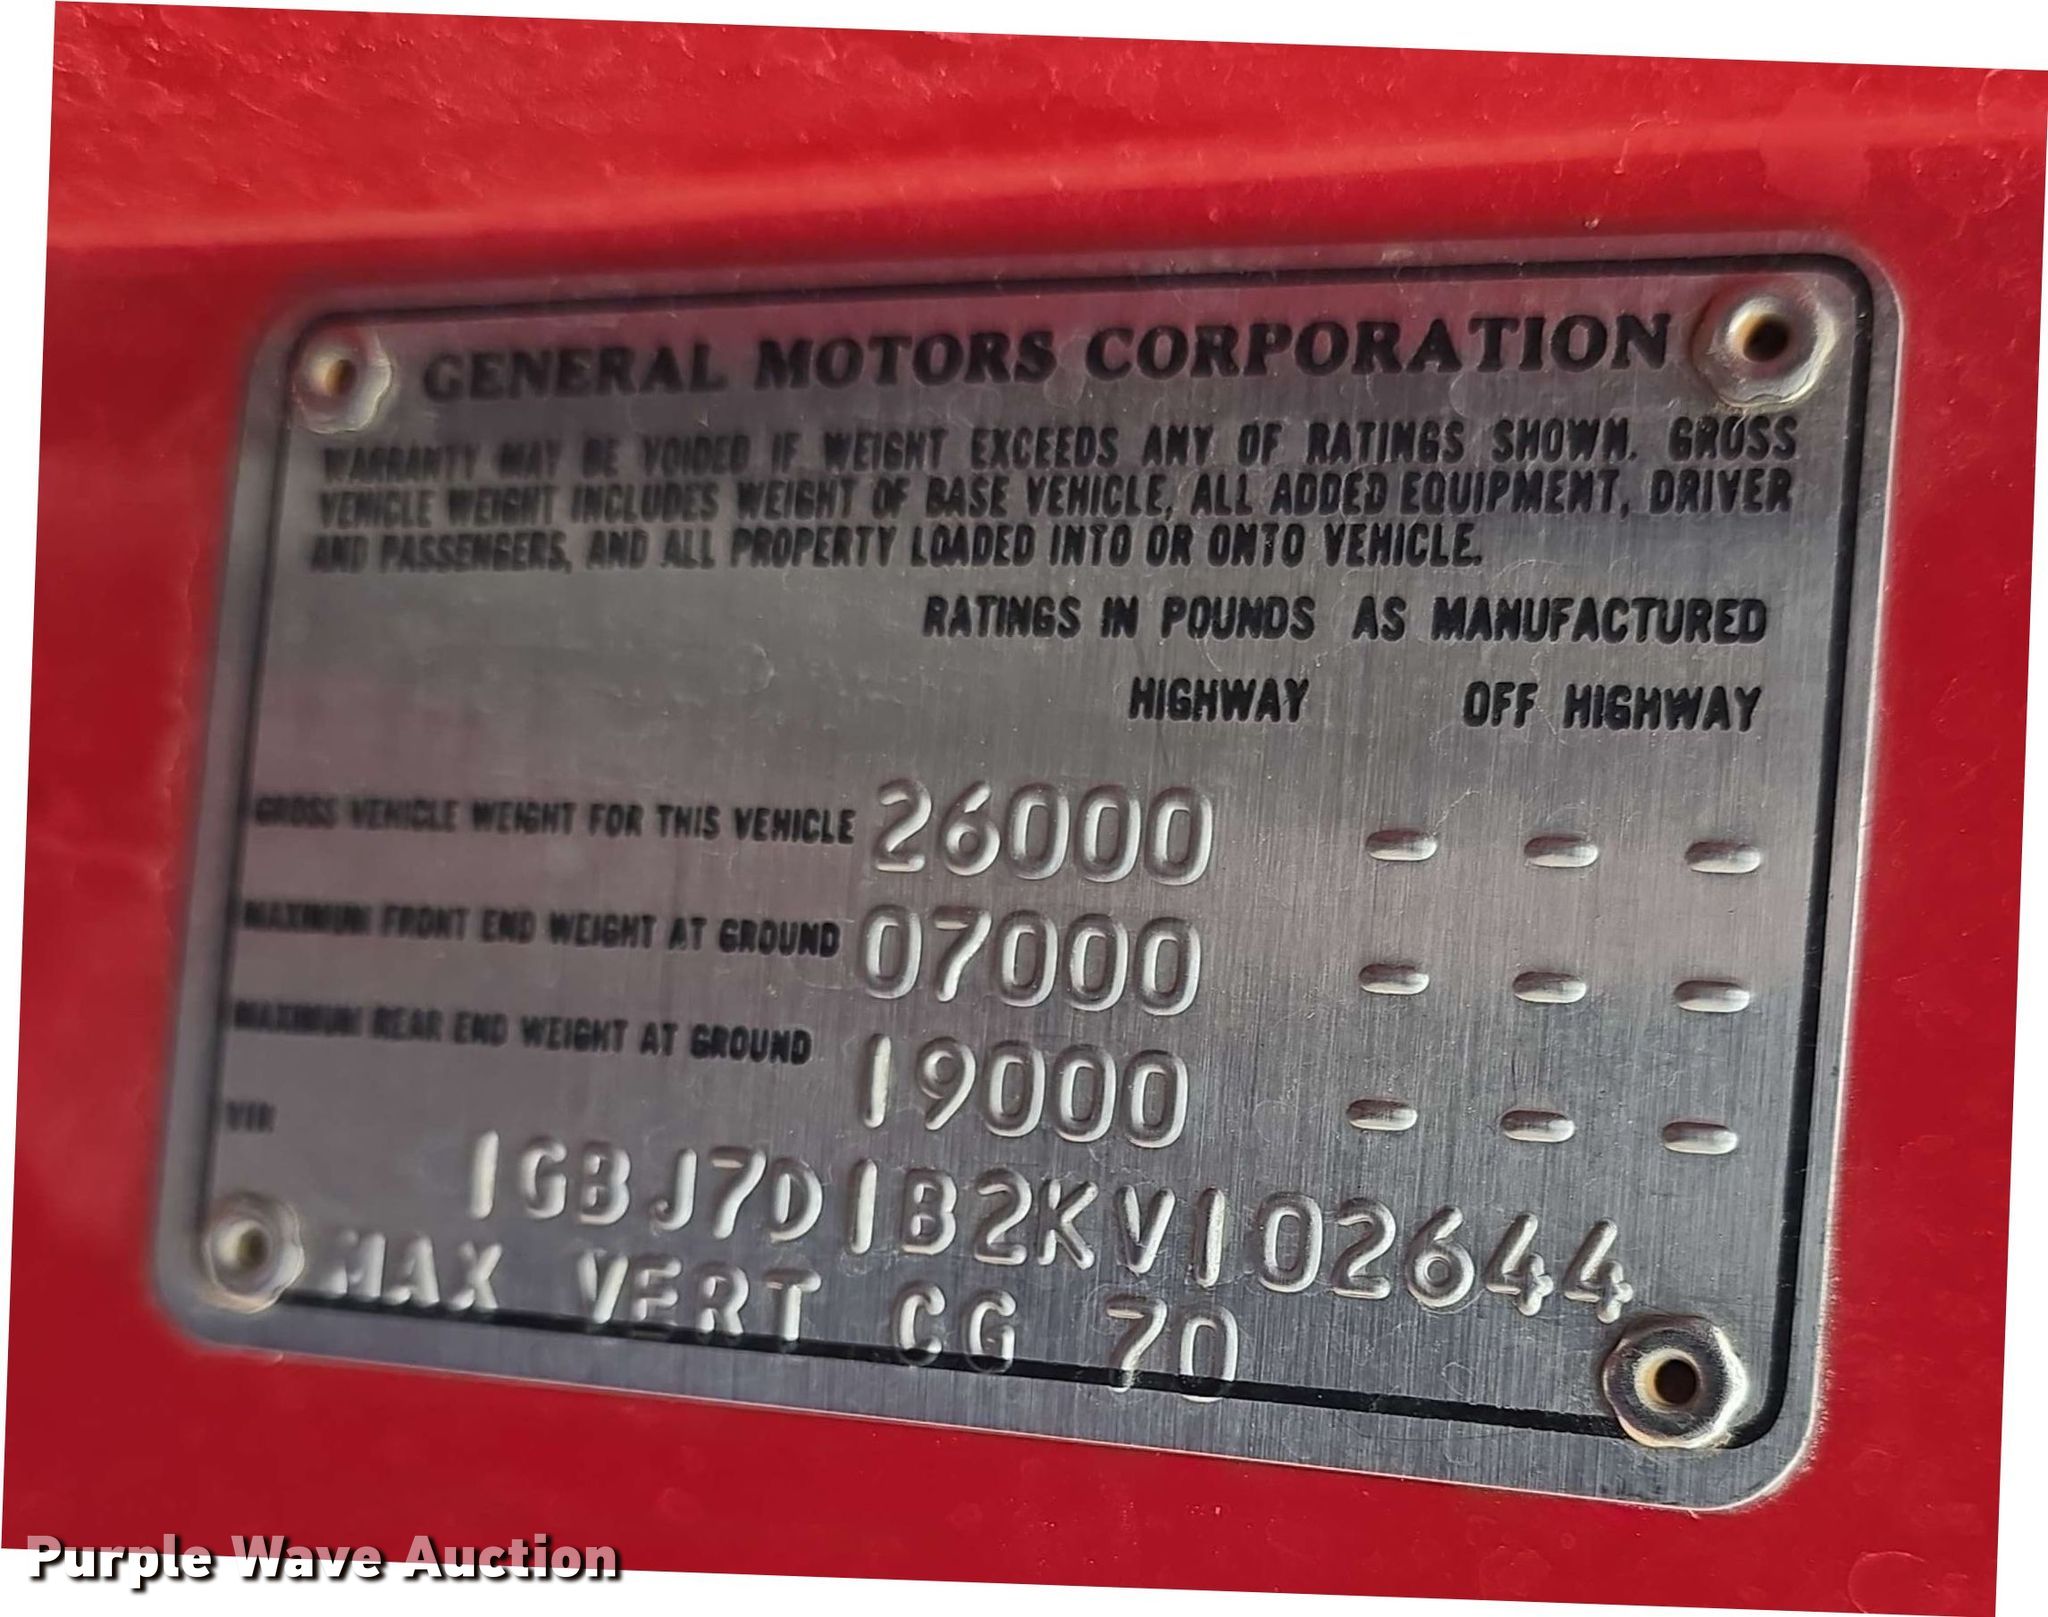 GENERAL MOTORS CORPORATION
WARRANTY MAY BE VOIDED IF WEIGHT EXCEEDS ANY OF RATINGS SHOWN. GROSS
VEHICLE WEIGHT INCLUDES WEIGHT OF BASE VEHICLE, ALL ADDED EQUIPMENT, DRIVER
AND PASSENGERS, AND ALL PROPERTY LOADED INTO OR ONTO VEHICLE.
RATINGS IN POUNDS AS MANUFACTURED
HIGHWAY OFF HIGHWAY
GROSS VEHICLE WEIGHT FOR THIS VEHICLE 26000 - - -
MAXIMUM FRONT END WEIGHT AT GROUND 07000 - - -
MAXIMUM REAR END WEIGHT AT GROUND 19000 - - -
VIN
1GBJ7D1B2KV102644
MAX VERT CG 70
Purple Wave Auction